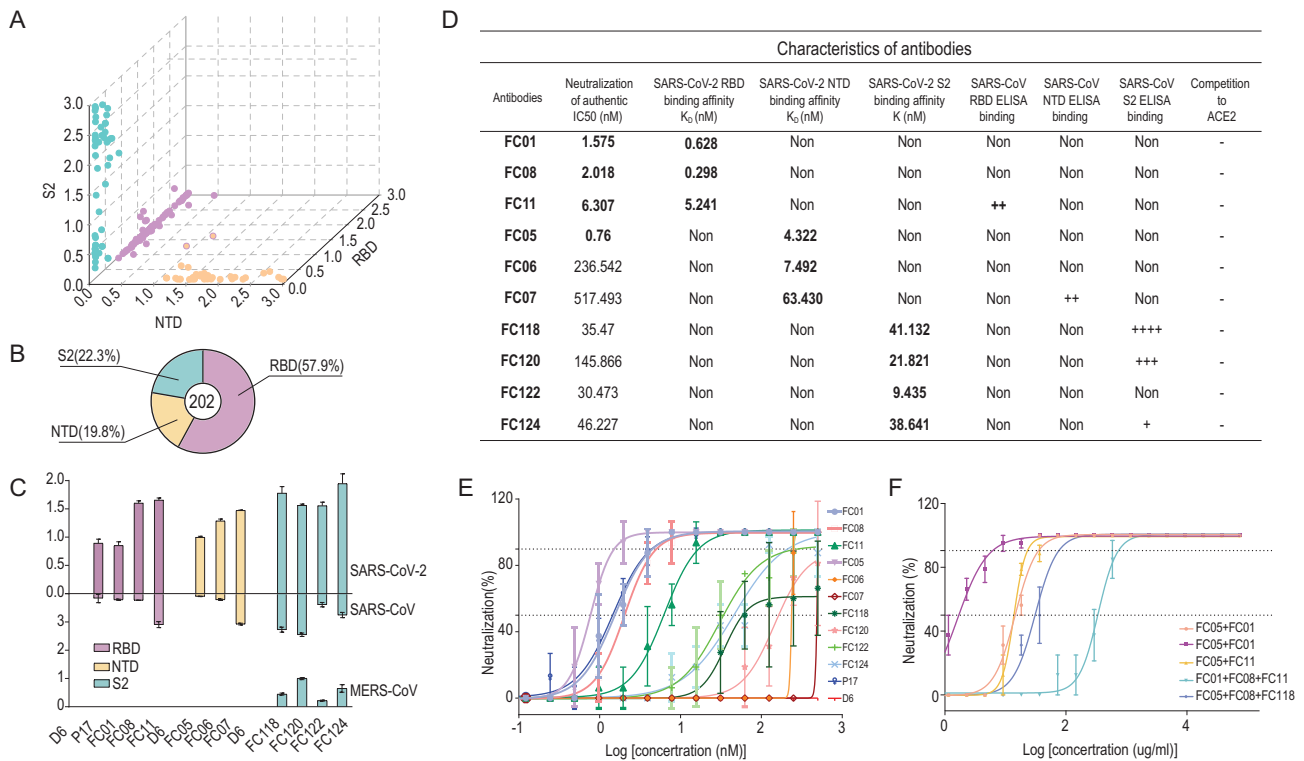 A
S2
3.0
2.5
2.0
1.5
1.0
0.5
0.0
0.0
0.5
1.0
1.5
2.0
2.5
3.0
NTD
0.0
0.5
1.0
1.5
2.0
2.5
3.0
RBD
B
S2(22.3%)
RBD(57.9%)
202
NTD(19.8%)
C
2.0
1.5
1.0
0.5
0.0
3
2
1
1
0
SARS-CoV-2
SARS-CoV
MERS-CoV
RBD
NTD
S2
D6
P17
FC01
FC08
FC11
D6
FC05
FC06
FC07
D6
FC118
FC120
FC122
FC124
D
Characteristics of antibodies
Antibodies
Neutralization of authentic IC50 (nM)
SARS-CoV-2 RBD binding affinity KD (nM)
SARS-CoV-2 NTD binding affinity KD (nM)
SARS-CoV-2 S2 binding affinity K (nM)
SARS-CoV RBD ELISA binding
SARS-CoV NTD ELISA binding
SARS-CoV S2 ELISA binding
Competition to ACE2
FC01 1.575 0.628 Non Non Non Non Non -
FC08 2.018 0.298 Non Non Non Non Non -
FC11 6.307 5.241 Non Non ++ Non Non -
FC05 0.76 Non 4.322 Non Non Non Non -
FC06 236.542 Non 7.492 Non Non Non Non -
FC07 517.493 Non 63.430 Non Non ++ Non -
FC118 35.47 Non Non 41.132 Non Non ++++ -
FC120 145.866 Non Non 21.821 Non Non +++ -
FC122 30.473 Non Non 9.435 Non Non Non -
FC124 46.227 Non Non 38.641 Non Non + -
E
Neutralization(%)
120
80
40
0
-1
0
1
2
3
Log [concertration (nM)]
FC01
FC08
FC11
FC05
FC06
FC07
FC118
FC120
FC122
FC124
P17
D6
F
Neutralization (%)
120
80
40
0
0
2
4
Log [concertration (ug/ml)]
FC05+FC01
FC05+FC01
FC05+FC11
FC01+FC08+FC11
FC05+FC08+FC118